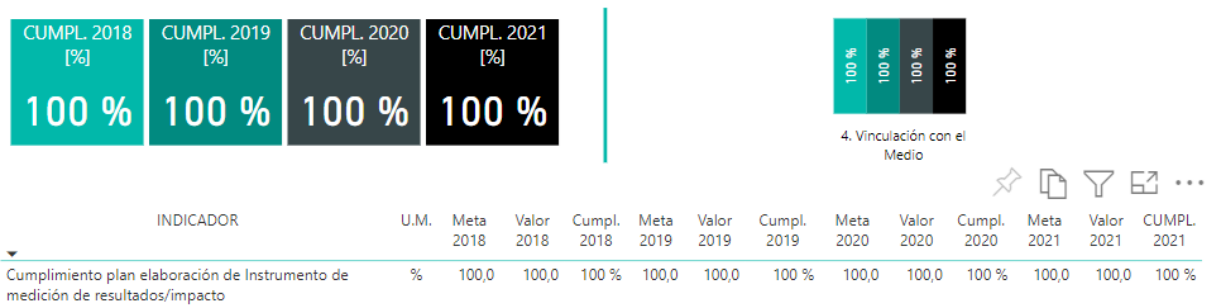 CUMPL. 2018 CUMPL. 2019 CUMPL. 2020 CUMPL. 2021
[%] [%] [%] [%]
100 % 100 % 100 % 100 %
100 % 100 % 100 % 100 %
4. Vinculación con el
Medio
INDICADOR U.M. Meta Valor Cumpl. Meta Valor Cumpl. Meta Valor Cumpl. Meta Valor CUMPL.
2018 2018 2018 2019 2019 2019 2020 2020 2020 2021 2021 2021
Cumplimiento plan elaboración de Instrumento de % 100,0 100,0 100 % 100,0 100,0 100 % 100,0 100,0 100 % 100,0 100,0 100 %
medición de resultados/impacto